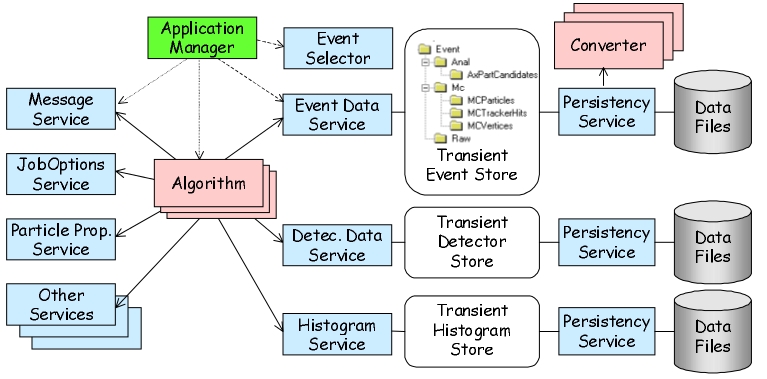 Application
Manager
Event
Selector
Converter
Message
Service
Event Data
Service
Event
Anal
AxPartCandidates
Mc
MCParticles
MCTrackerHits
MCVertices
Raw
Transient
Event Store
Persistency
Service
Data
Files
JobOptions
Service
Algorithm
Particle Prop.
Service
Detec. Data
Service
Transient
Detector
Store
Persistency
Service
Data
Files
Other
Services
Histogram
Service
Transient
Histogram
Store
Persistency
Service
Data
Files